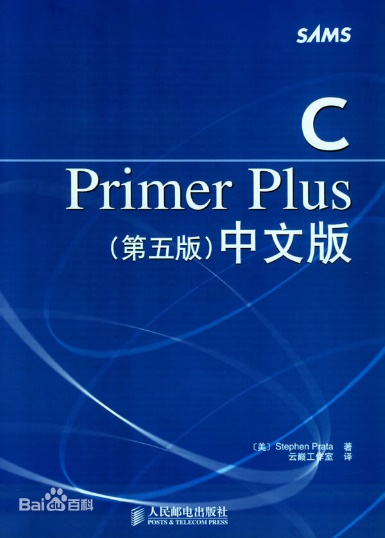 SAMS
C
Primer Plus
（第五版）中文版
〔美〕Stephen Prata 著
云巅工作室 译
Bai百科
人民邮电出版社
POSTS & TELECOM PRESS